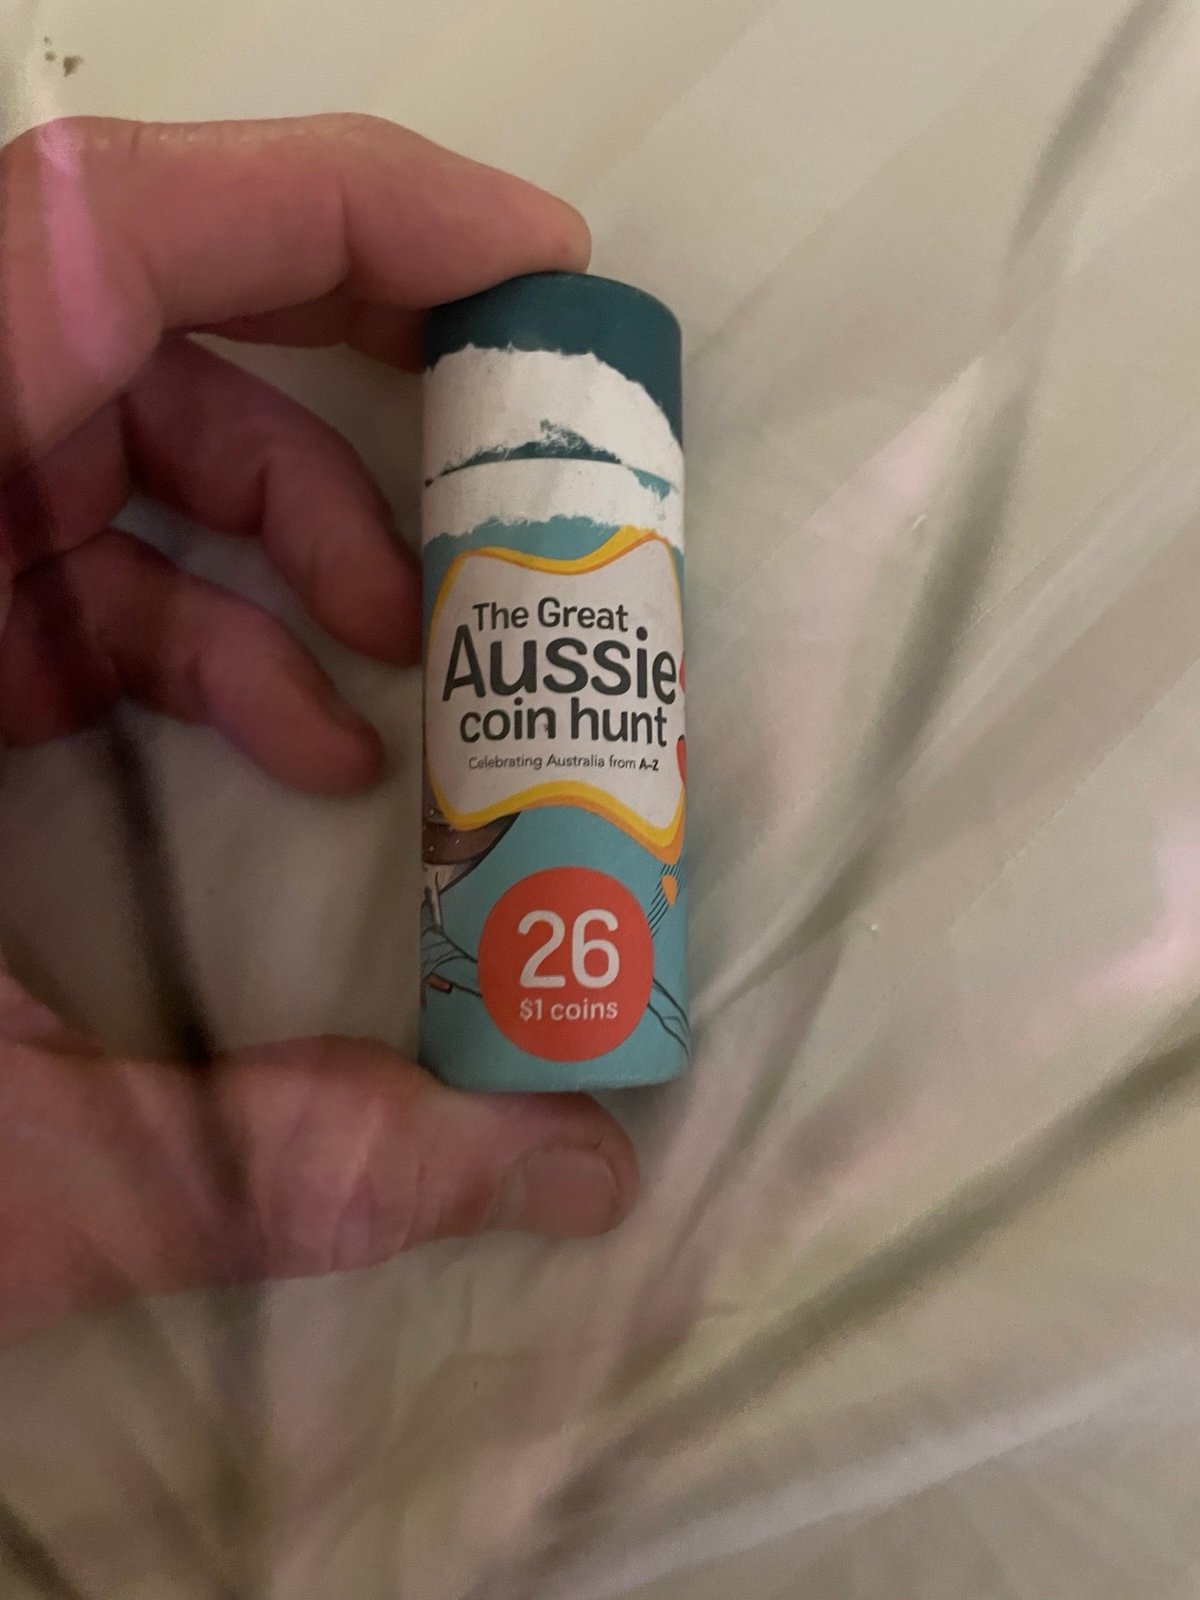 The Great
Aussie
coin hunt
Celebrating Australia from A-Z
26
$1 coins